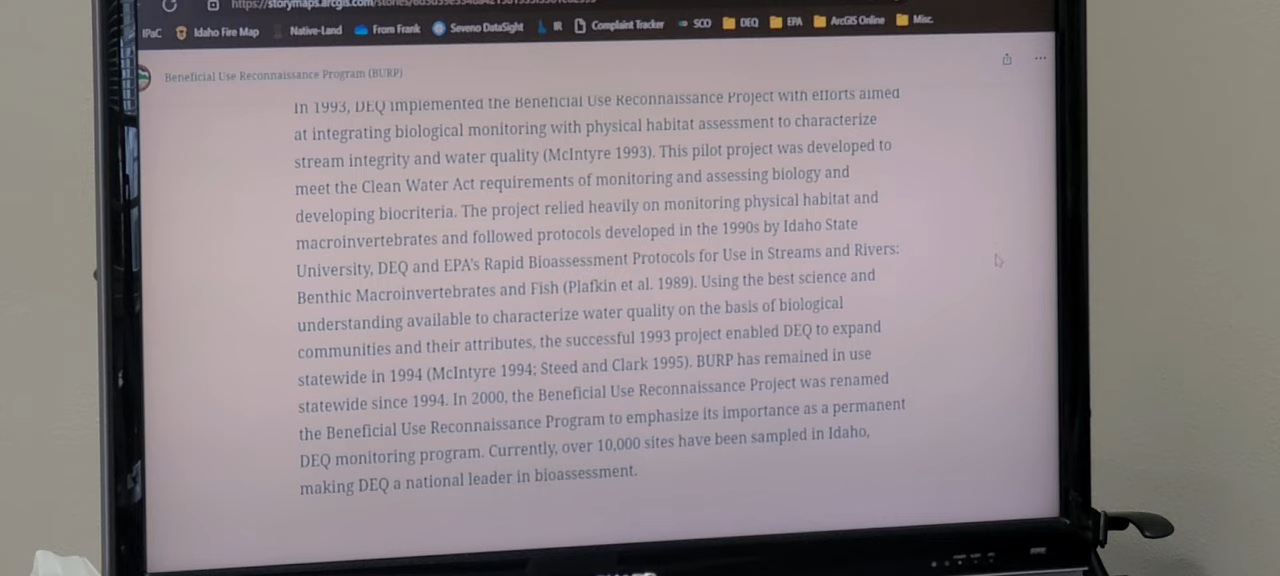 https://storymaps.arcgis.com/stories/
IPaC Idaho Fire Map Native-Land From Frank Seveno DataSight IR Complaint Tracker SCO DEQ EPA ArcGIS Online Misc.
Beneficial Use Reconnaissance Program (BURP)
In 1993, DEQ implemented the Beneficial Use Reconnaissance Project with efforts aimed
at integrating biological monitoring with physical habitat assessment to characterize
stream integrity and water quality (McIntyre 1993). This pilot project was developed to
meet the Clean Water Act requirements of monitoring and assessing biology and
developing biocriteria. The project relied heavily on monitoring physical habitat and
macroinvertebrates and followed protocols developed in the 1990s by Idaho State
University, DEQ and EPA's Rapid Bioassessment Protocols for Use in Streams and Rivers:
Benthic Macroinvertebrates and Fish (Plafkin et al. 1989). Using the best science and
understanding available to characterize water quality on the basis of biological
communities and their attributes, the successful 1993 project enabled DEQ to expand
statewide in 1994 (McIntyre 1994; Steed and Clark 1995). BURP has remained in use
statewide since 1994. In 2000, the Beneficial Use Reconnaissance Project was renamed
the Beneficial Use Reconnaissance Program to emphasize its importance as a permanent
DEQ monitoring program. Currently, over 10,000 sites have been sampled in Idaho,
making DEQ a national leader in bioassessment.